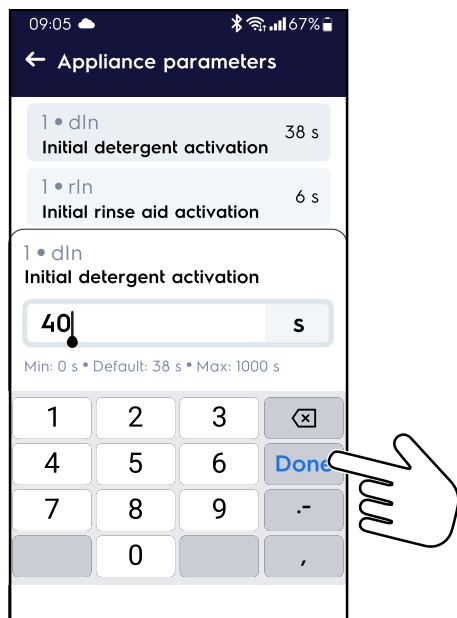 09:05 67%
← Appliance parameters
1 • dIn
Initial detergent activation 38 s
1 • rIn
Initial rinse aid activation 6 s
1 • dIn
Initial detergent activation
40 s
Min: 0 s • Default: 38 s • Max: 1000 s
1 2 3
4 5 6 Done
7 8 9 .-
0 ,